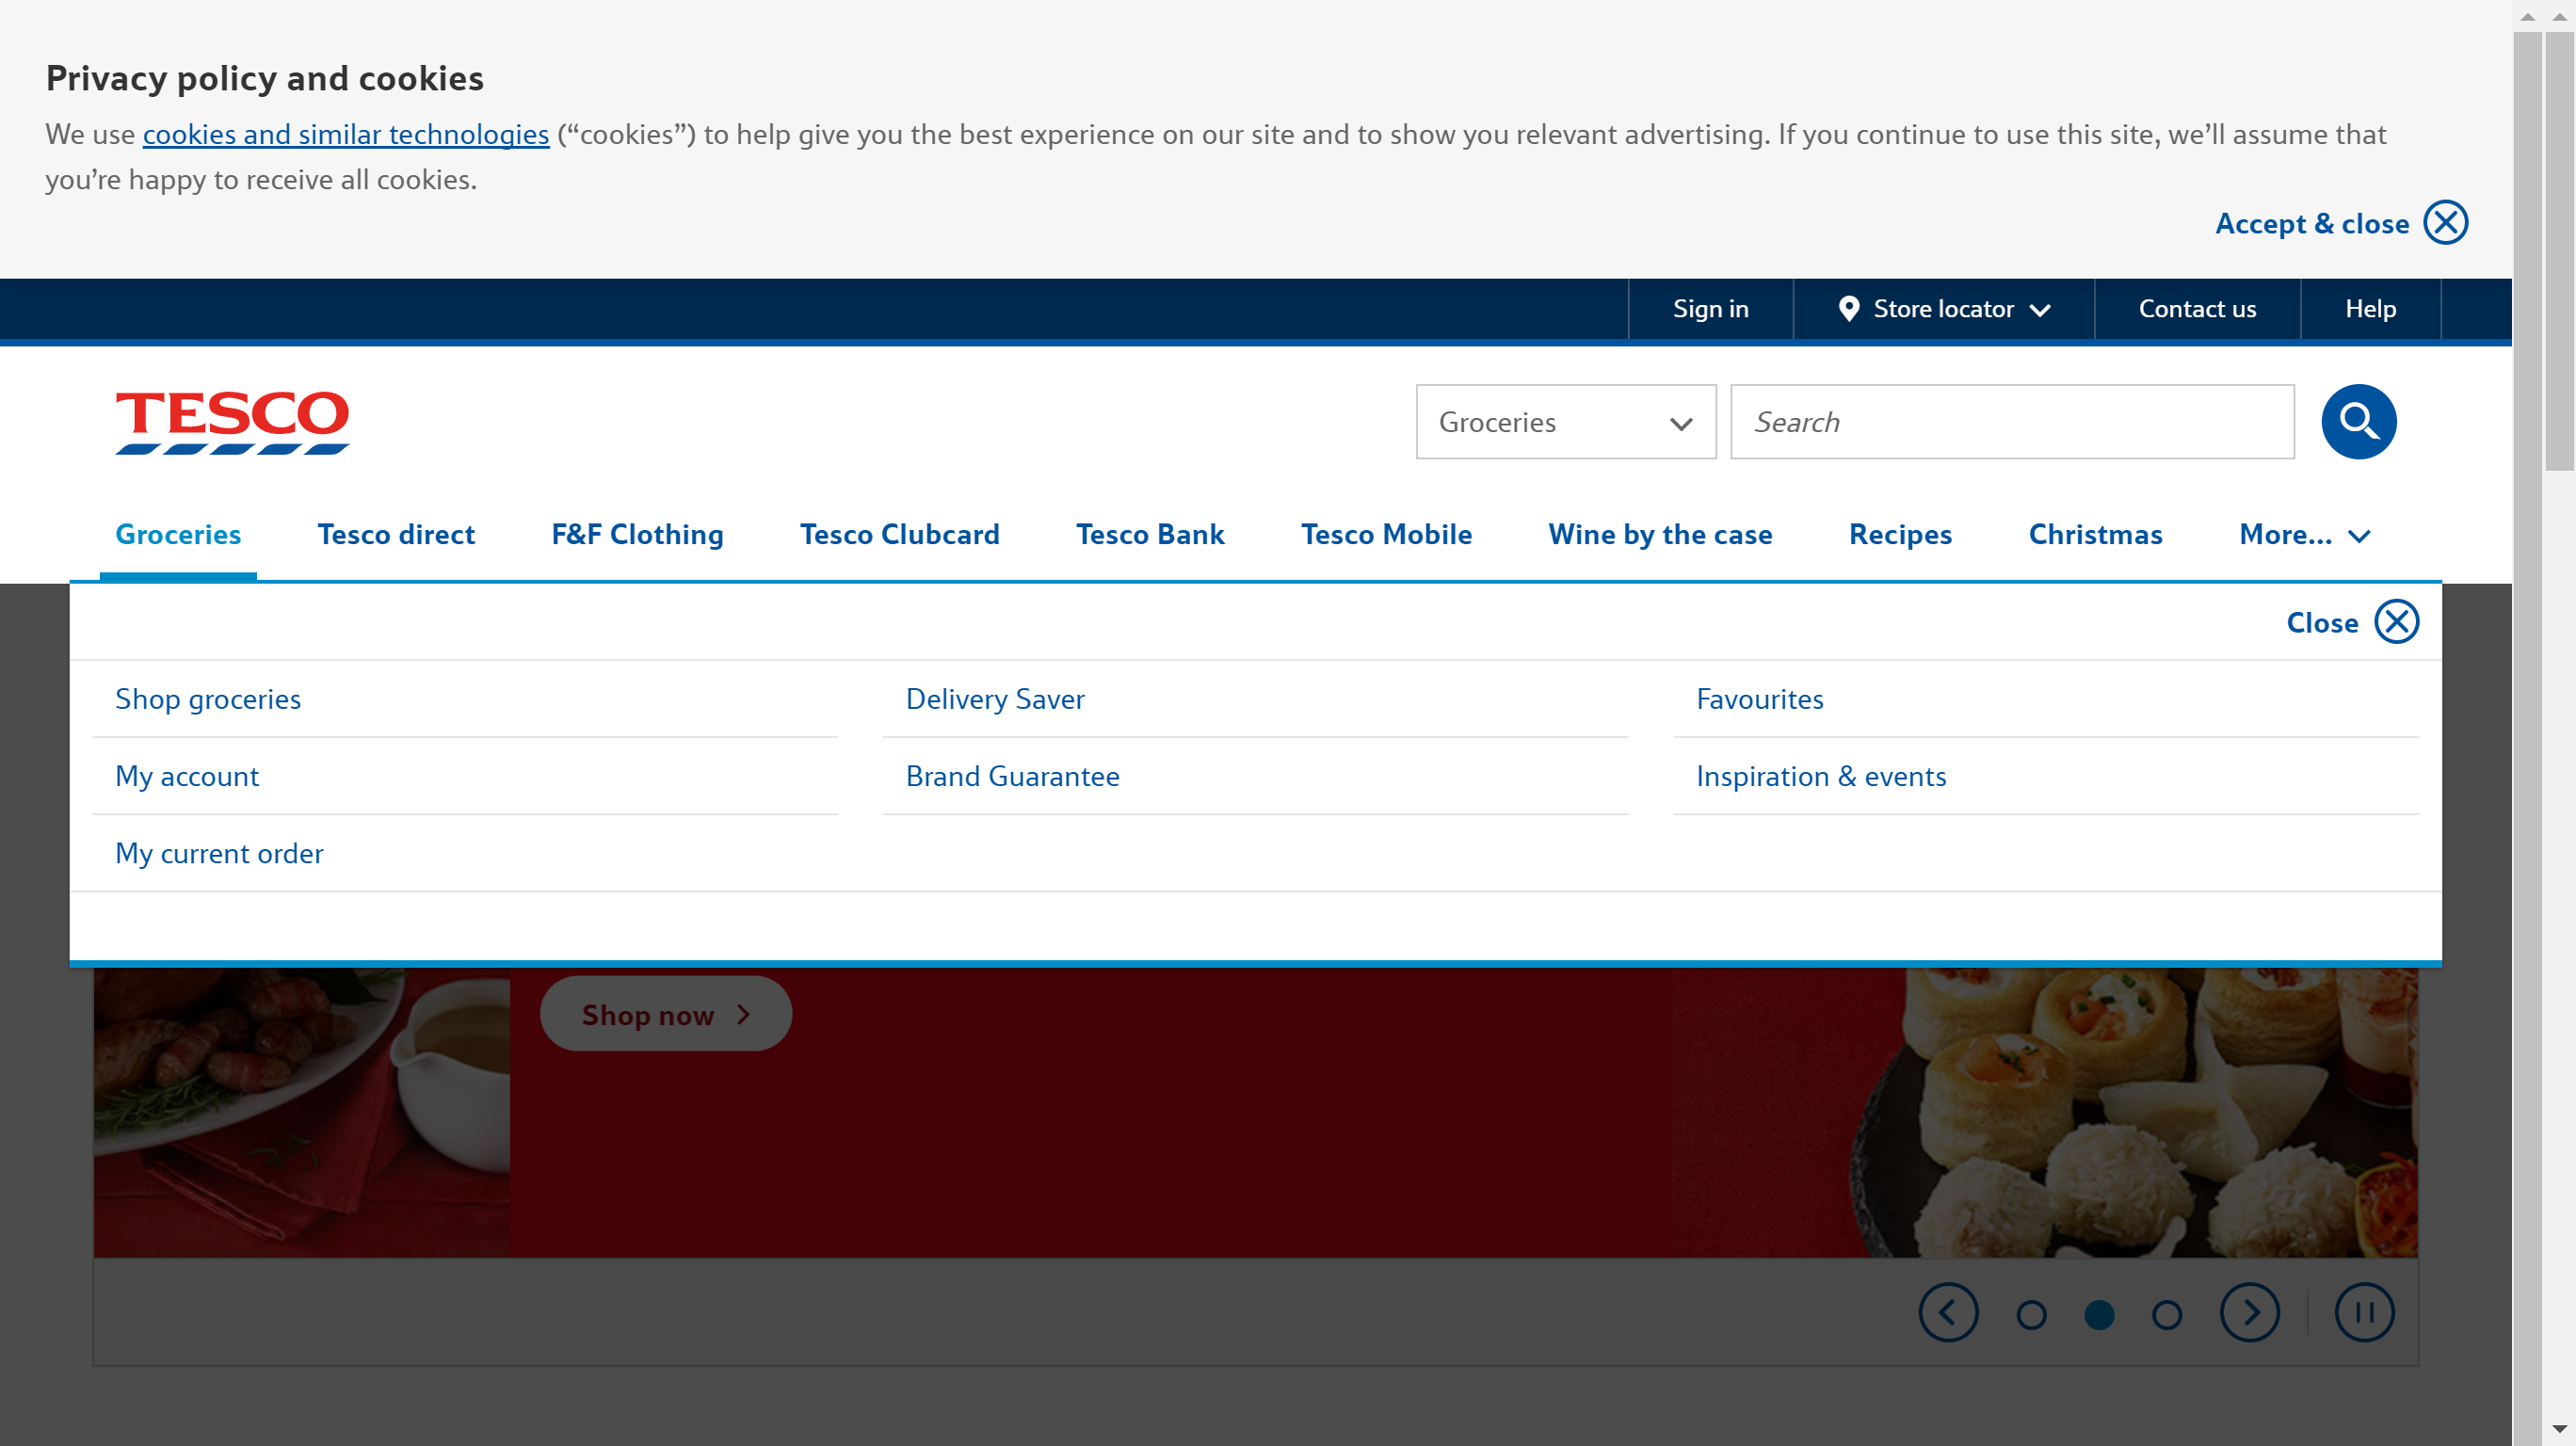 Privacy policy and cookies
We use cookies and similar technologies (“cookies”) to help give you the best experience on our site and to show you relevant advertising. If you continue to use this site, we’ll assume that
you’re happy to receive all cookies.
Accept & close
Sign in Store locator Contact us Help
TESCO
Groceries Search
Groceries Tesco direct F&F Clothing Tesco Clubcard Tesco Bank Tesco Mobile Wine by the case Recipes Christmas More...
Close
Shop groceries Delivery Saver Favourites
My account Brand Guarantee Inspiration & events
My current order
Shop now